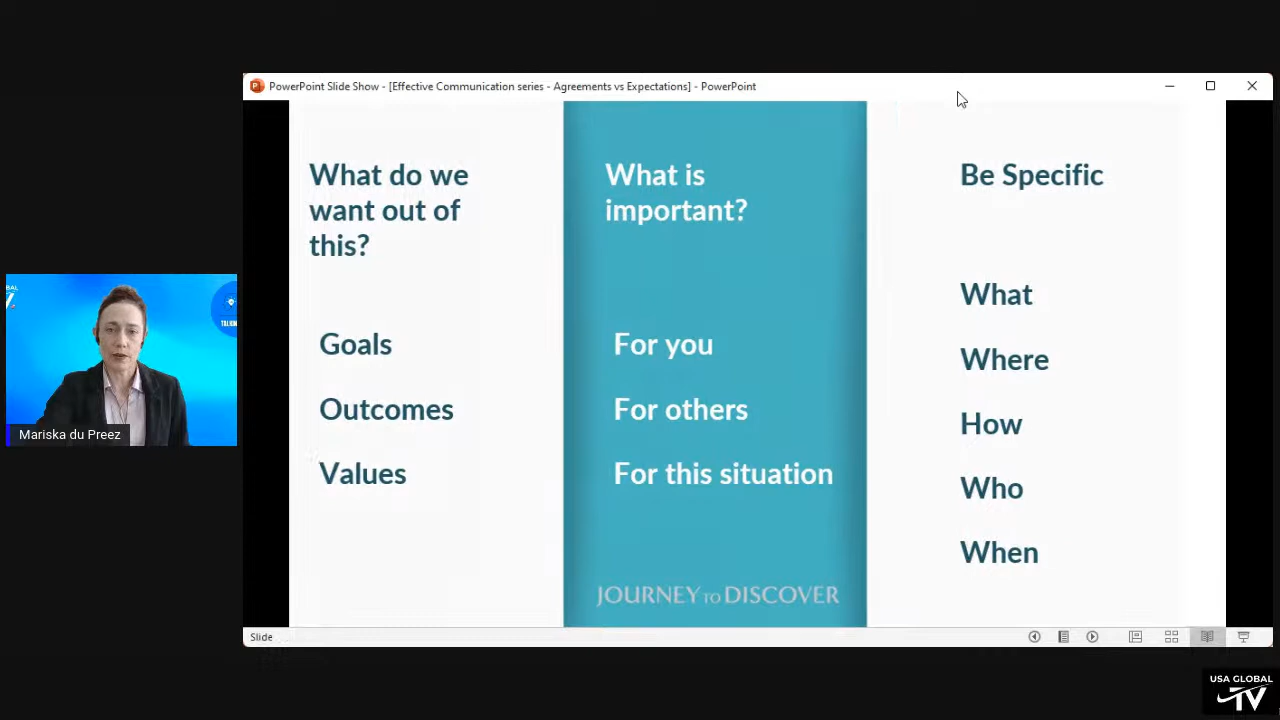 PowerPoint Slide Show - [Effective Communication series - Agreements vs Expectations] - PowerPoint
What do we
want out of
this?
Goals
Outcomes
Values
What is
important?
For you
For others
For this situation
JOURNEY TO DISCOVER
Be Specific
What
Where
How
Who
When
Mariska du Preez
Slide
USA GLOBAL
TV